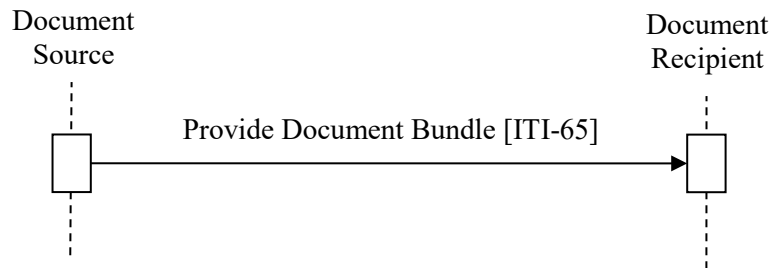 Document
Source
Document
Recipient
Provide Document Bundle [ITI-65]